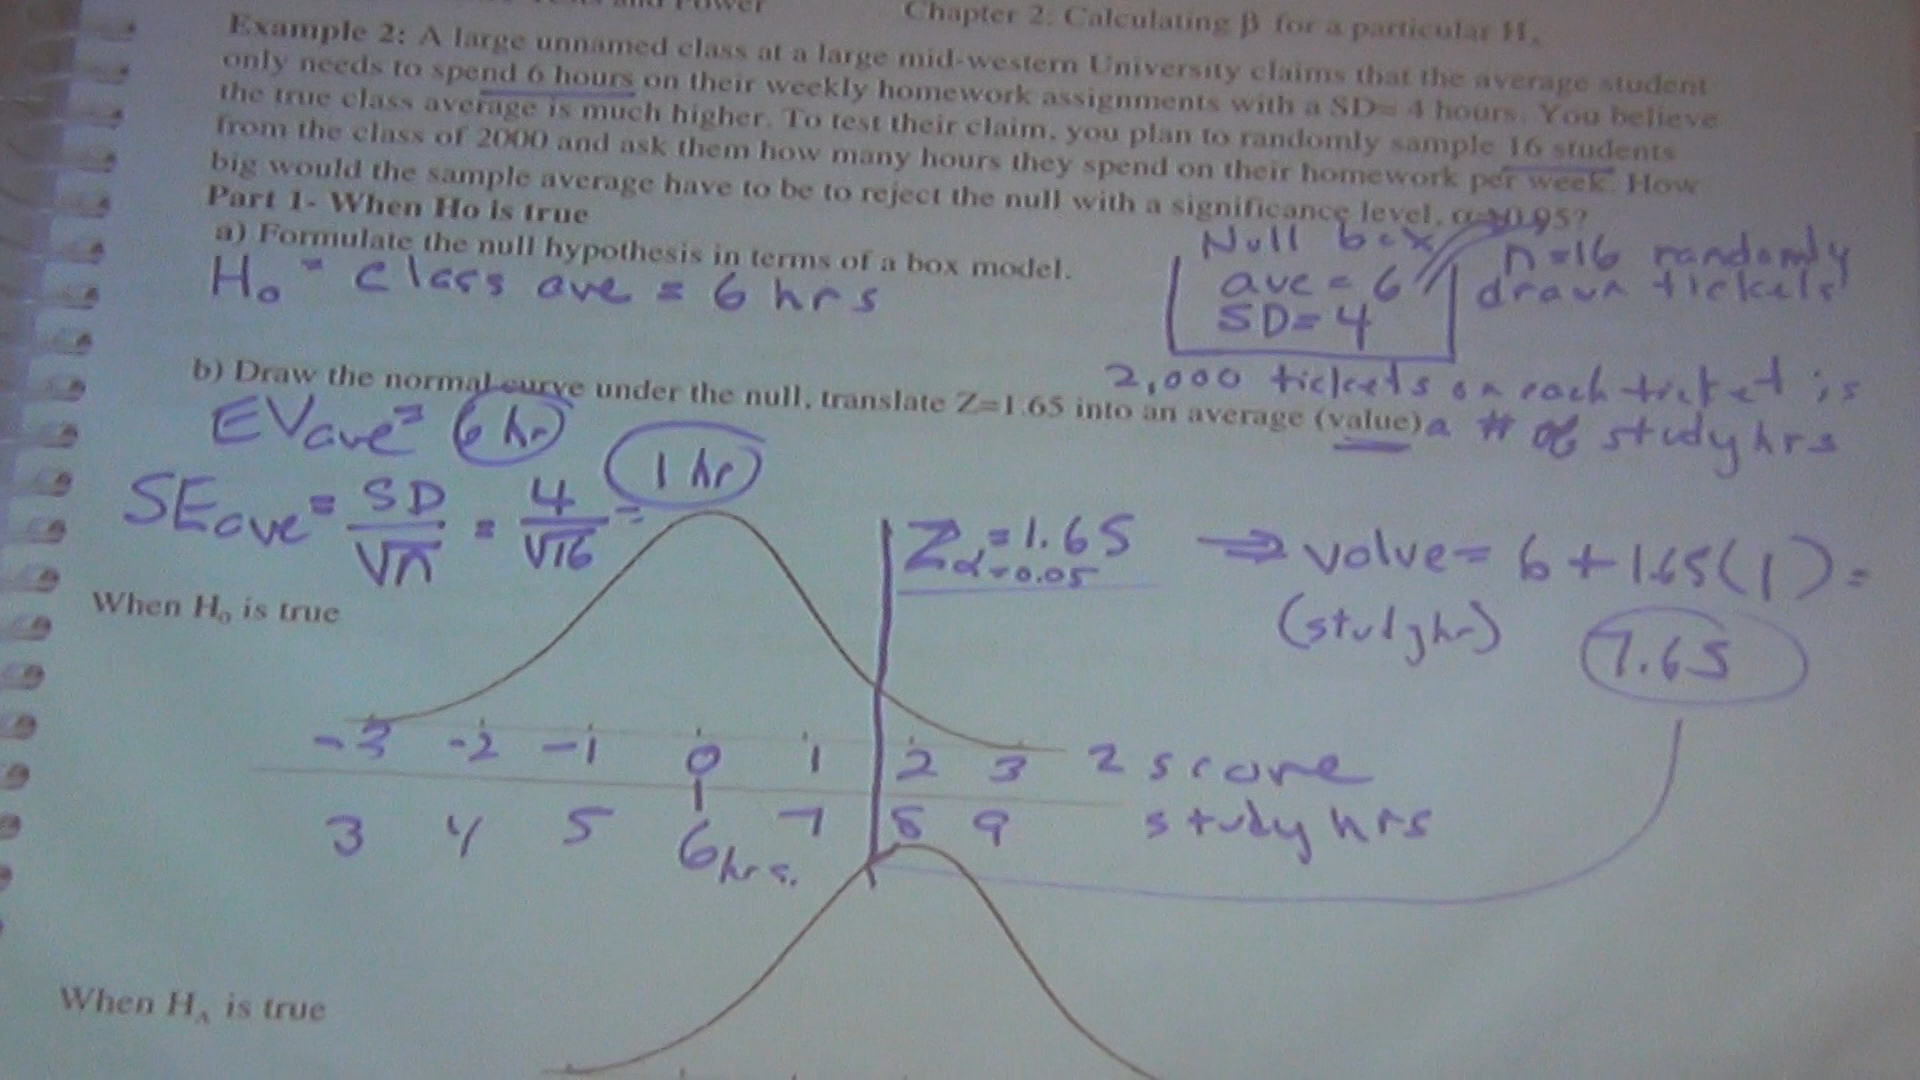 and Power Chapter 2: Calculating β for a particular H
Example 2: A large unnamed class at a large mid-western University claims that the average student
only needs to spend 6 hours on their weekly homework assignments with a SD= 4 hours. You believe
the true class average is much higher. To test their claim, you plan to randomly sample 16 students
from the class of 2000 and ask them how many hours they spend on their homework per week. How
big would the sample average have to be to reject the null with a significance level,
Part 1- When Ho is true
a) Formulate the null hypothesis in terms of a box model.
H₀ = class ave = 6 hrs
Null box
ave = 6
SD=4
n=16 randomly
drawn tickets
2,000 tickets on each ticket is
a # of study hrs
b) Draw the normal curve under the null, translate Z=1.65 into an average (value)
EVave = 6 hr
SEave = SD/√n = 4/√16 = 1 hr
Zα=0.05 = 1.65 ⇒ value = 6 + 1.65(1) =
(study hr) 7.65
When H₀ is true
-3 -2 -1 0 1 2 3 Z score
3 4 5 6 hrs. 7 8 9 study hrs
When Hₐ is true